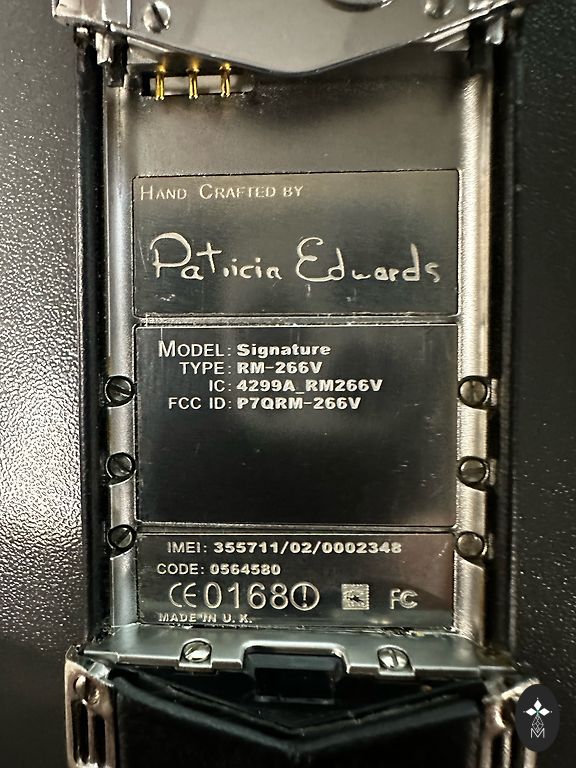 HAND CRAFTED BY
Patricia Edwards
MODEL: Signature
TYPE: RM-266V
IC: 4299A_RM266V
FCC ID: P7QRM-266V
IMEI: 355711/02/0002348
CODE: 0564580
CE0168! FC
MADE IN U.K.
M